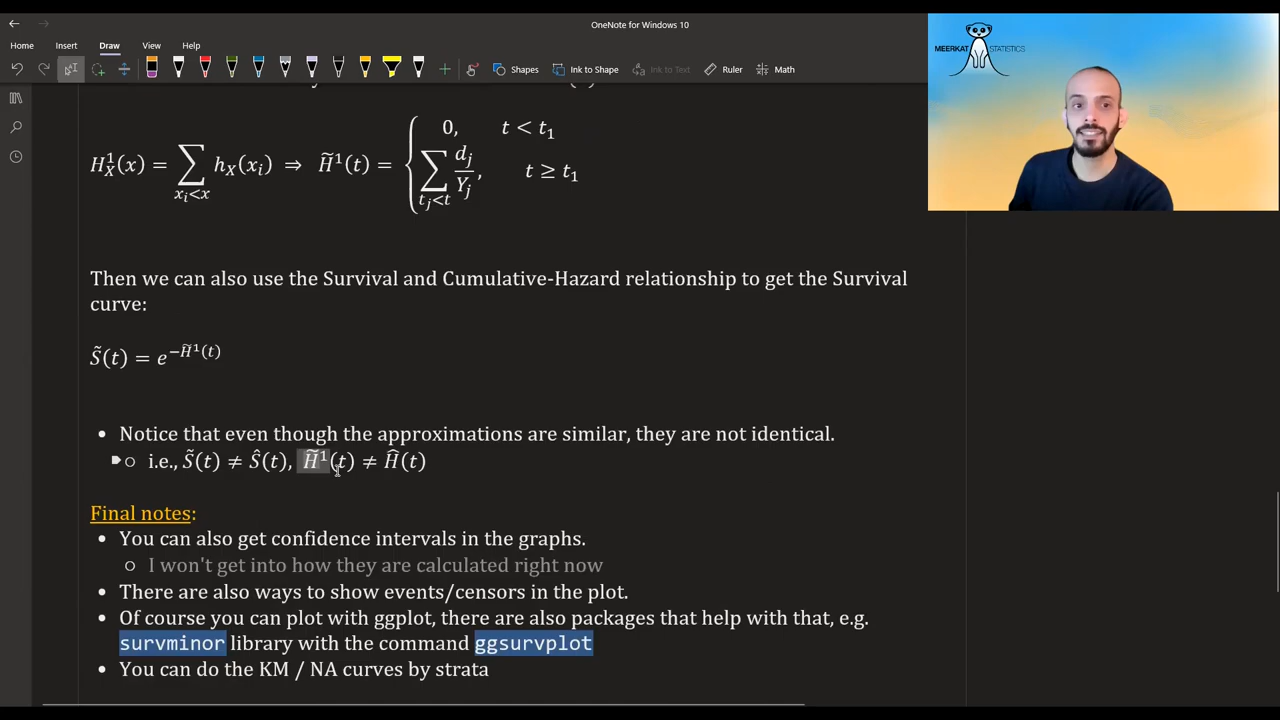 OneNote for Windows 10
MEERKAT STATISTICS
Home Insert Draw View Help
Shapes Ink to Shape Ink to Text Ruler Math
H_X^1(x) = ∑_{x_i<x} h_X(x_i) ⇒ H̃^1(t) = { 0, t < t_1
∑_{t_j<t} d_j/Y_j, t ≥ t_1
Then we can also use the Survival and Cumulative-Hazard relationship to get the Survival
curve:
S̃(t) = e^{−H̃^1(t)}
• Notice that even though the approximations are similar, they are not identical.
○ i.e., S̃(t) ≠ Ŝ(t), H̃^1(t) ≠ Ĥ(t)
Final notes:
• You can also get confidence intervals in the graphs.
○ I won't get into how they are calculated right now
• There are also ways to show events/censors in the plot.
• Of course you can plot with ggplot, there are also packages that help with that, e.g.
survminor library with the command ggsurvplot
• You can do the KM / NA curves by strata